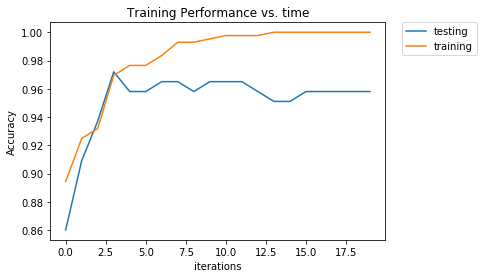 Training Performance vs. time
testing
training
1.00
0.98
0.96
0.94
0.92
0.90
0.88
0.86
Accuracy
0.0 2.5 5.0 7.5 10.0 12.5 15.0 17.5
iterations